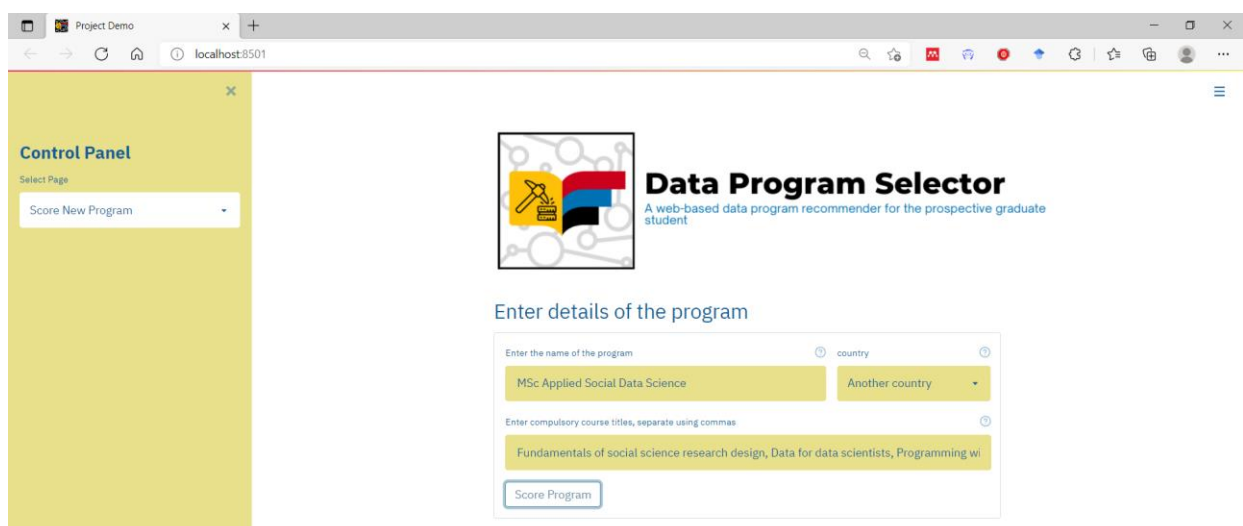 Project Demo
localhost:8501
Control Panel
Select Page
Score New Program
Data Program Selector
A web-based data program recommender for the prospective graduate
student
Enter details of the program
Enter the name of the program
country
MSc Applied Social Data Science
Another country
Enter compulsory course titles, separate using commas
Fundamentals of social science research design, Data for data scientists, Programming wi
Score Program